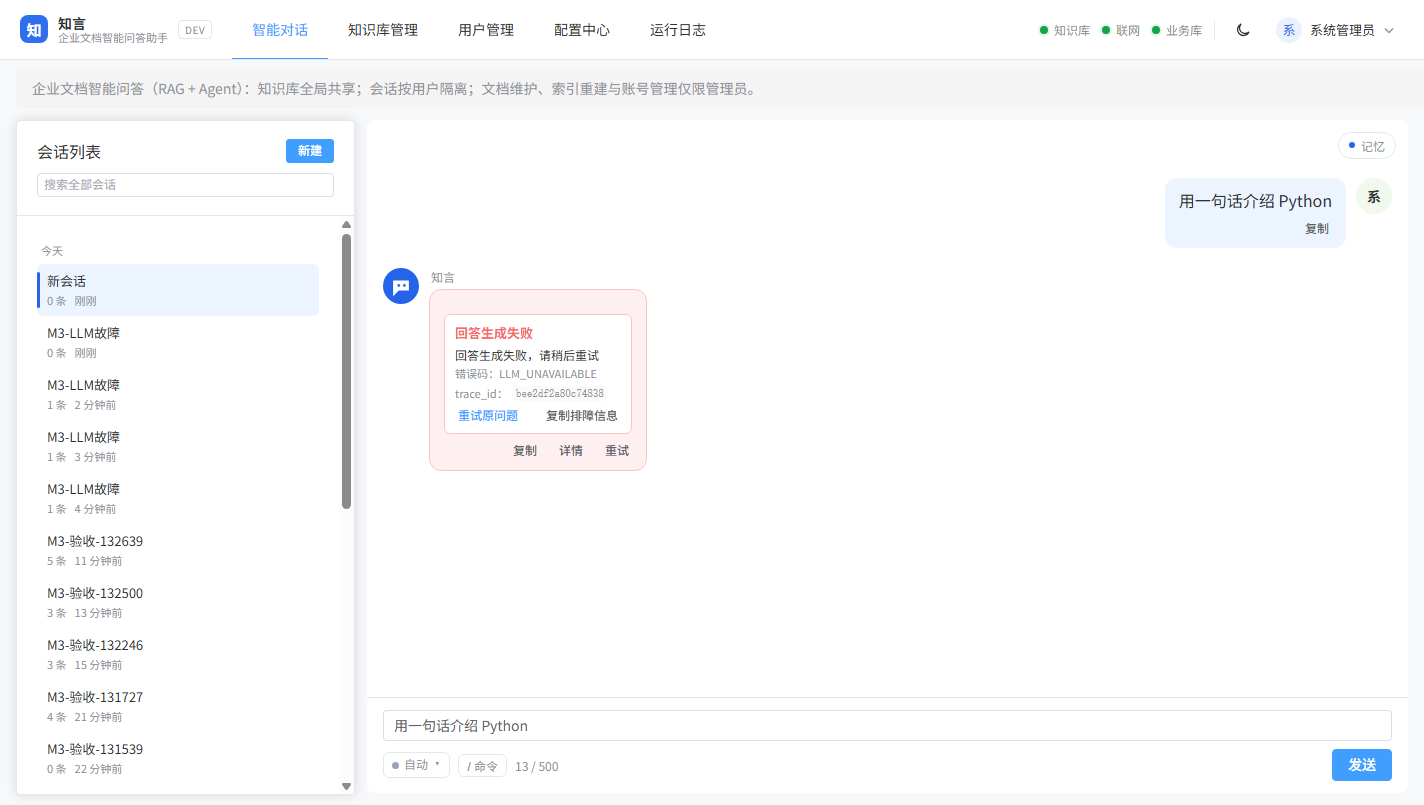 知
知言
企业文档智能问答助手
DEV
智能对话
知识库管理
用户管理
配置中心
运行日志
知识库
联网
业务库
系
系统管理员
企业文档智能问答（RAG + Agent）：知识库全局共享；会话按用户隔离；文档维护、索引重建与账号管理仅限管理员。
会话列表
新建
搜索全部会话
今天
新会话
0 条 刚刚
M3-LLM故障
0 条 刚刚
M3-LLM故障
1 条 2 分钟前
M3-LLM故障
1 条 3 分钟前
M3-LLM故障
1 条 4 分钟前
M3-验收-132639
5 条 11 分钟前
M3-验收-132500
3 条 13 分钟前
M3-验收-132246
3 条 15 分钟前
M3-验收-131727
4 条 21 分钟前
M3-验收-131539
0 条 22 分钟前
记忆
用一句话介绍 Python
复制
系
知言
回答生成失败
回答生成失败，请稍后重试
错误码：LLM_UNAVAILABLE
trace_id： bee2df2a80c74838
重试原问题 复制排障信息
复制 详情 重试
用一句话介绍 Python
自动
/ 命令
13 / 500
发送